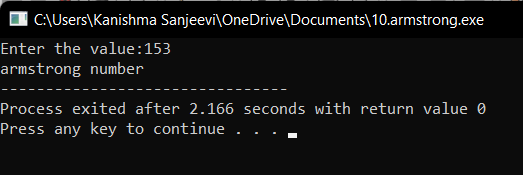 C:\Users\Kanishma Sanjeevi\OneDrive\Documents\10.armstrong.exe
Enter the value:153
armstrong number
--------------------------------
Process exited after 2.166 seconds with return value 0
Press any key to continue . . .